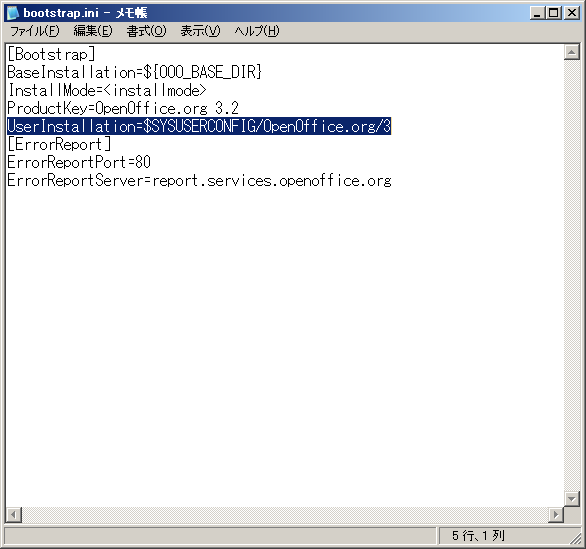 bootstrap.ini - メモ帳
ファイル(F) 編集(E) 書式(O) 表示(V) ヘルプ(H)
[Bootstrap]
BaseInstallation=${OOO_BASE_DIR}
InstallMode=<installmode>
ProductKey=OpenOffice.org 3.2
UserInstallation=$SYSUSERCONFIG/OpenOffice.org/3
[ErrorReport]
ErrorReportPort=80
ErrorReportServer=report.services.openoffice.org
5 行、1 列